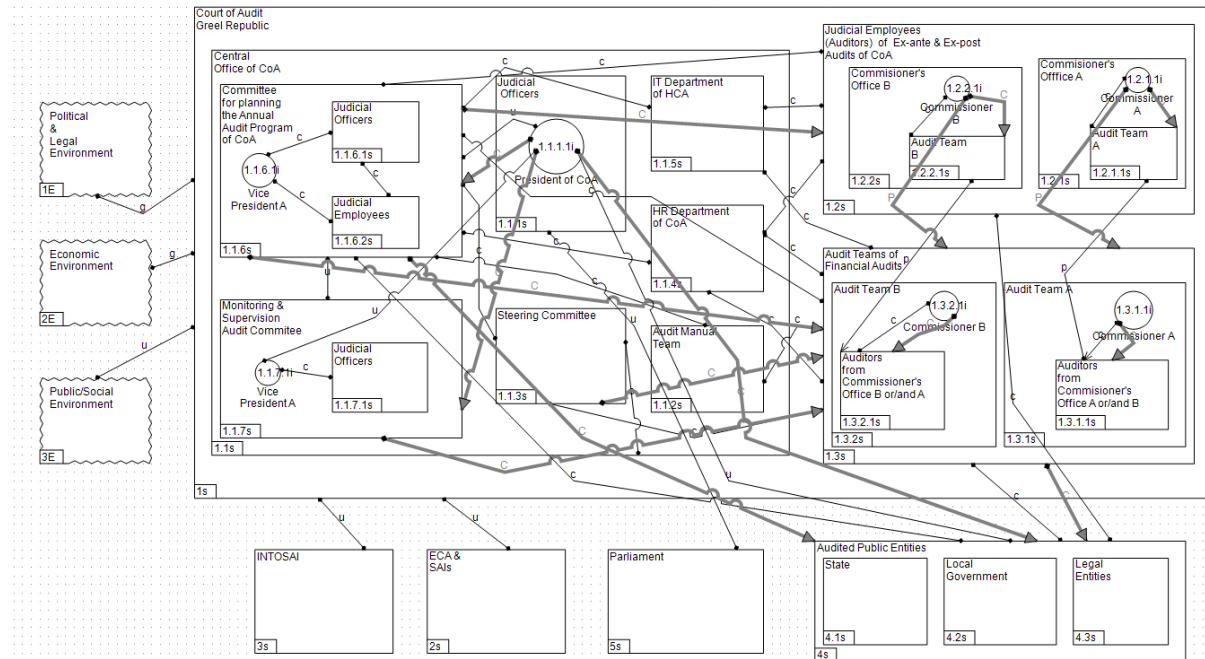 Court of Audit
Greel Republic
Central
Office of CoA
Committee
for planning
the Annual
Audit Program
of CoA
Judicial
Officers
1.1.6.1s
1.1.6.1i
Vice
President A
Judicial
Employees
1.1.6.2s
1.1.6s
c
c
c
Judicial
Officers
1.1.1.1i
President of CoA
1.1.1s
IT Department
of HCA
1.1.5s
HR Department
of CoA
1.1.4s
Monitoring &
Supervision
Audit Commitee
Judicial
Officers
1.1.7.1i
Vice
President A
1.1.7.1s
1.1.7s
c
Steering Committee
1.1.3s
Audit Manual
Team
1.1.2s
1.1s
1s
Judicial Employees
(Auditors) of Ex-ante & Ex-post
Audits of CoA
Commisioner's
Office B
1.2.2.1i
Commissioner
B
Audit Team
B
1.2.2.1s
1.2.2s
Commisioner's
Offfice A
1.2.1.1i
Commissioner
A
Audit Team
A
1.2.1.1s
1.2.1s
1.2s
Audit Teams of
Financial Audits
Audit Team B
1.3.2.1i
Commissioner B
Auditors
from
Commissioner's
Office B or/and A
1.3.2.1s
1.3.2s
Audit Team A
1.3.1.1i
Commissioner A
Auditors
from
Commisioner's
Office A or/and B
1.3.1.1s
1.3.1s
1.3s
Political
&
Legal
Environment
1E
g
Economic
Environment
2E
g
Public/Social
Environment
3E
u
u
u
INTOSAI
3s
ECA &
SAIs
2s
Parliament
5s
Audited Public Entities
State
4.1s
Local
Government
4.2s
Legal
Entities
4.3s
4s
c
c
C
u
c
c
C
C
C
C
P
P
p
p
c
c
c
u
u
u
c
c
C
C